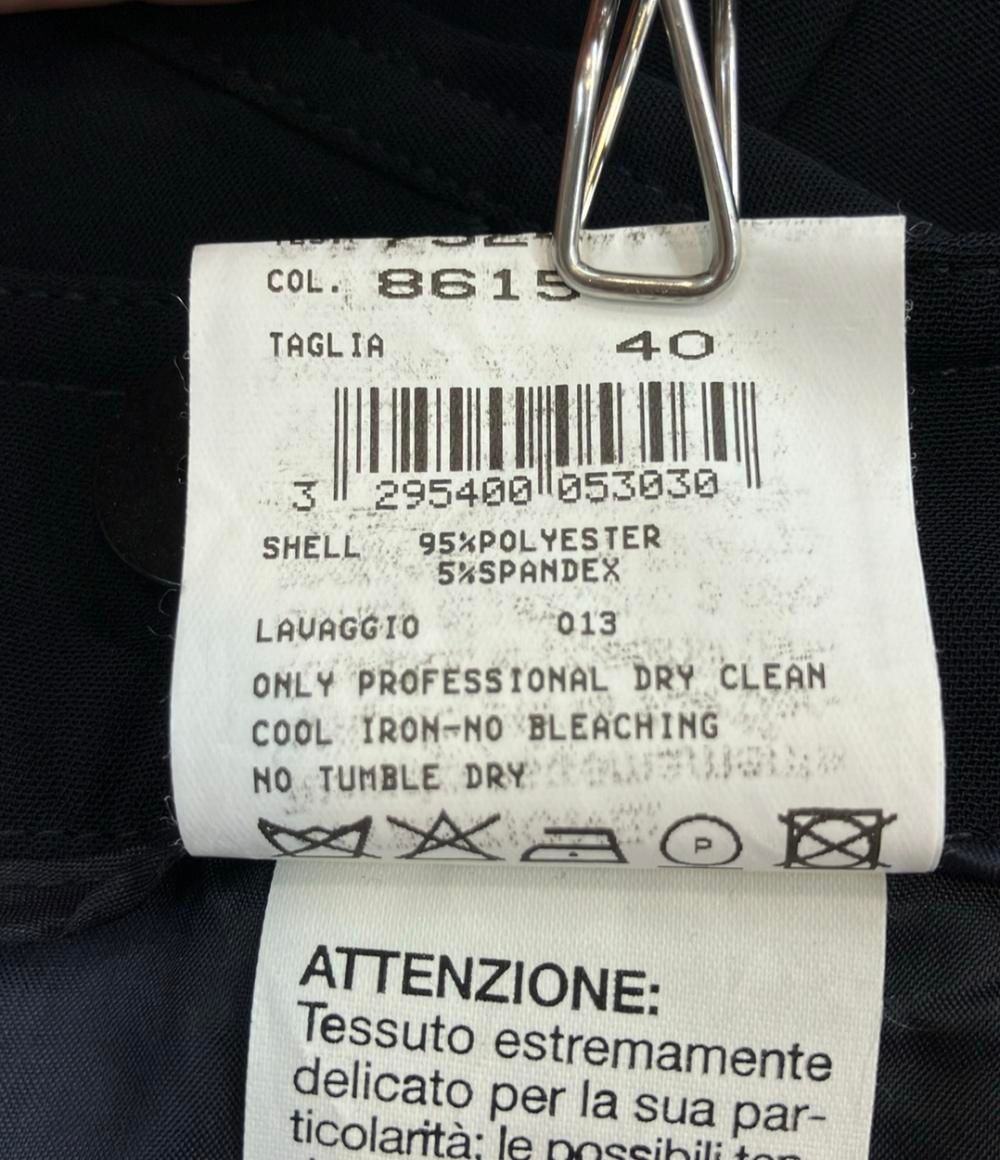 COL. 8615
TAGLIA 40
3 295400 053030
SHELL 95%POLYESTER
5%SPANDEX
LAVAGGIO 013
ONLY PROFESSIONAL DRY CLEAN
COOL IRON-NO BLEACHING
NO TUMBLE DRY
P
ATTENZIONE:
Tessuto estremamente
delicato per la sua par-
ticolarità; le possibili